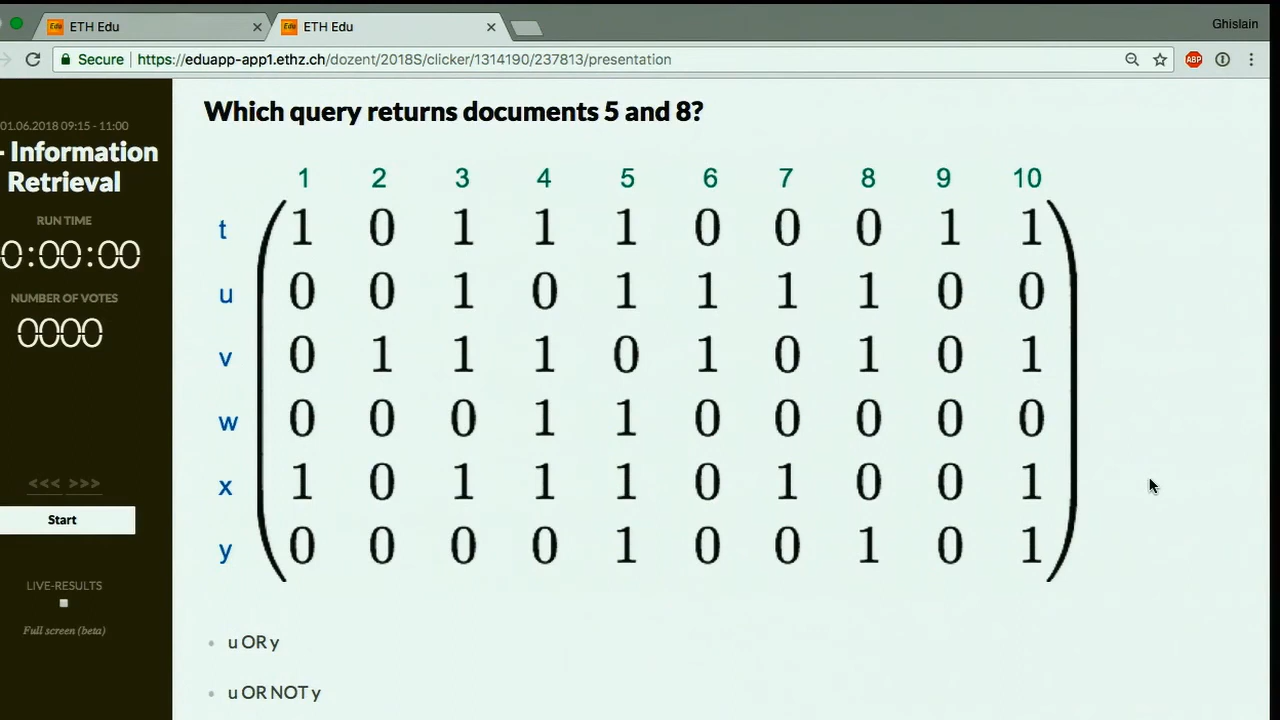 ETH Edu
ETH Edu
Ghislain
Secure https://eduapp-app1.ethz.ch/dozent/2018S/clicker/1314190/237813/presentation
ABP
01.06.2018 09:15 - 11:00
- Information
Retrieval
RUN TIME
0:00:00
NUMBER OF VOTES
0000
<<< >>>
Start
LIVE-RESULTS
Full screen (beta)
Which query returns documents 5 and 8?
1 2 3 4 5 6 7 8 9 10
t 1 0 1 1 1 0 0 0 1 1
u 0 0 1 0 1 1 1 1 0 0
v 0 1 1 1 0 1 0 1 0 1
w 0 0 0 1 1 0 0 0 0 0
x 1 0 1 1 1 0 1 0 0 1
y 0 0 0 0 1 0 0 1 0 1
u OR y
u OR NOT y